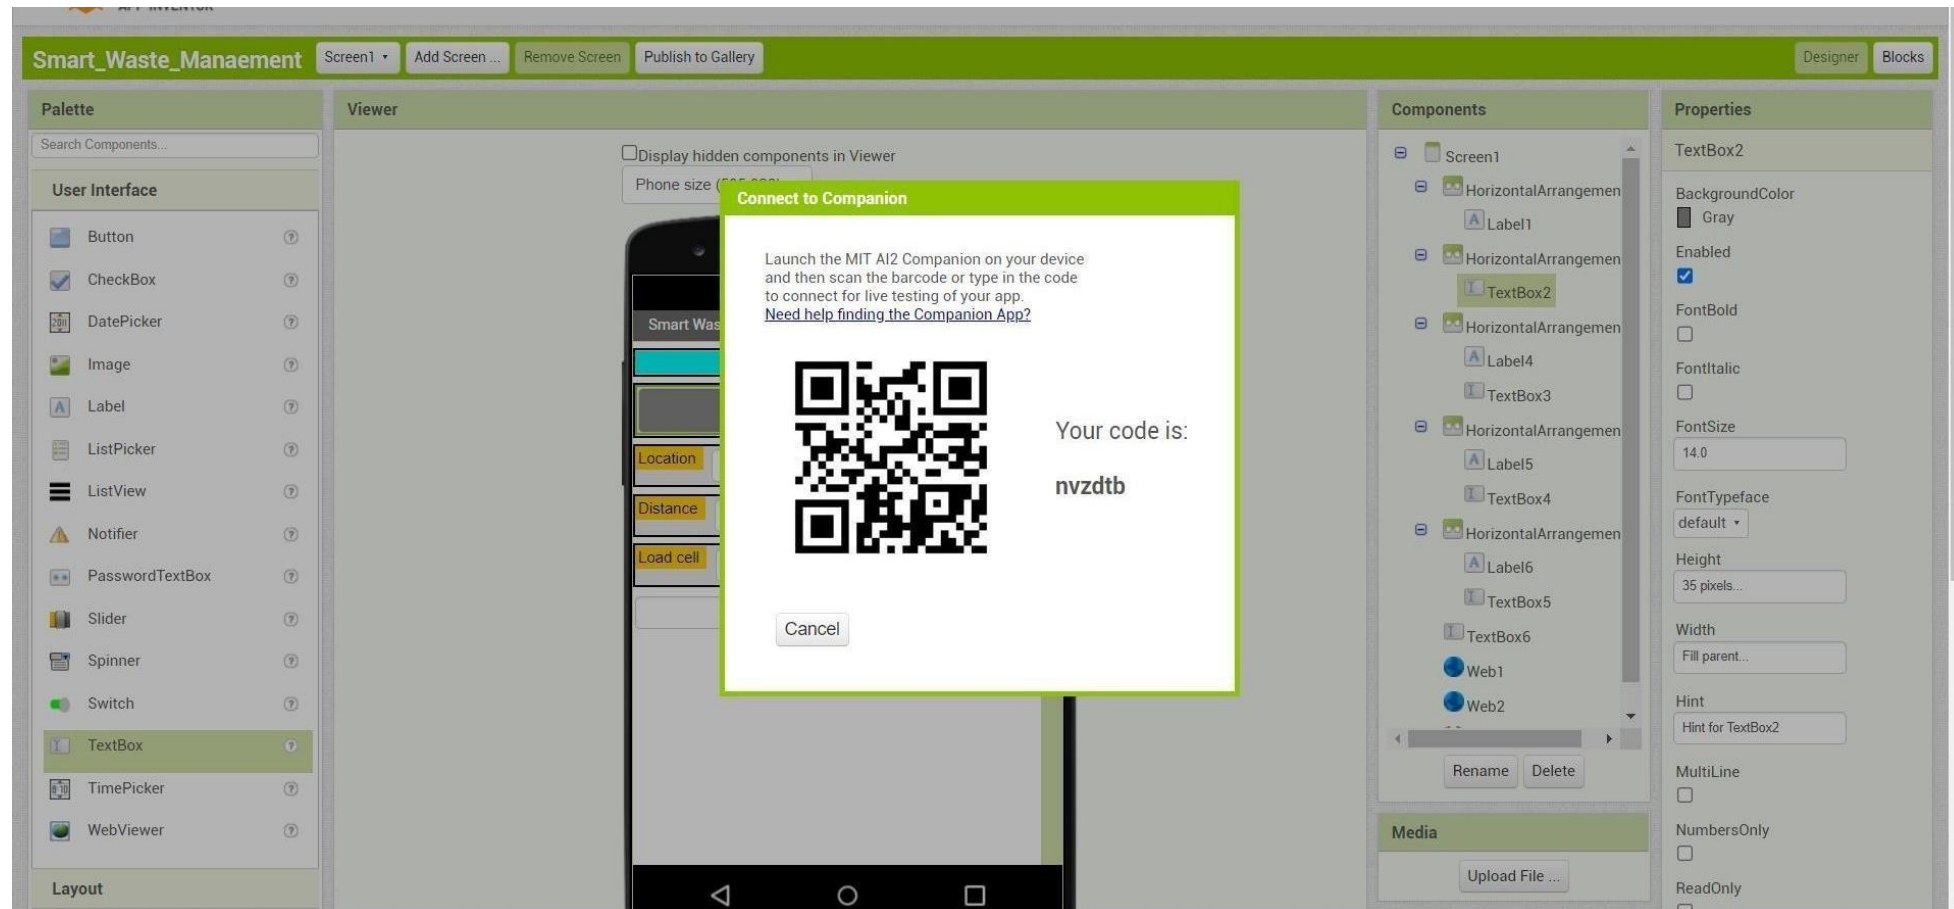 Smart_Waste_Manaement
Screen1
Add Screen ...
Remove Screen
Publish to Gallery
Designer
Blocks
Palette
Search Components...
User Interface
Button
CheckBox
DatePicker
Image
Label
ListPicker
ListView
Notifier
PasswordTextBox
Slider
Spinner
Switch
TextBox
TimePicker
WebViewer
Layout
Viewer
Display hidden components in Viewer
Phone size
Smart Was
Location
Distance
Load cell
Connect to Companion
Launch the MIT AI2 Companion on your device
and then scan the barcode or type in the code
to connect for live testing of your app.
Need help finding the Companion App?
Your code is:
nvzdtb
Cancel
Components
Screen1
HorizontalArrangemen
Label1
HorizontalArrangemen
TextBox2
HorizontalArrangemen
Label4
TextBox3
HorizontalArrangemen
Label5
TextBox4
HorizontalArrangemen
Label6
TextBox5
TextBox6
Web1
Web2
Rename
Delete
Media
Upload File ...
Properties
TextBox2
BackgroundColor
Gray
Enabled
FontBold
FontItalic
FontSize
14.0
FontTypeface
default
Height
35 pixels...
Width
Fill parent...
Hint
Hint for TextBox2
MultiLine
NumbersOnly
ReadOnly